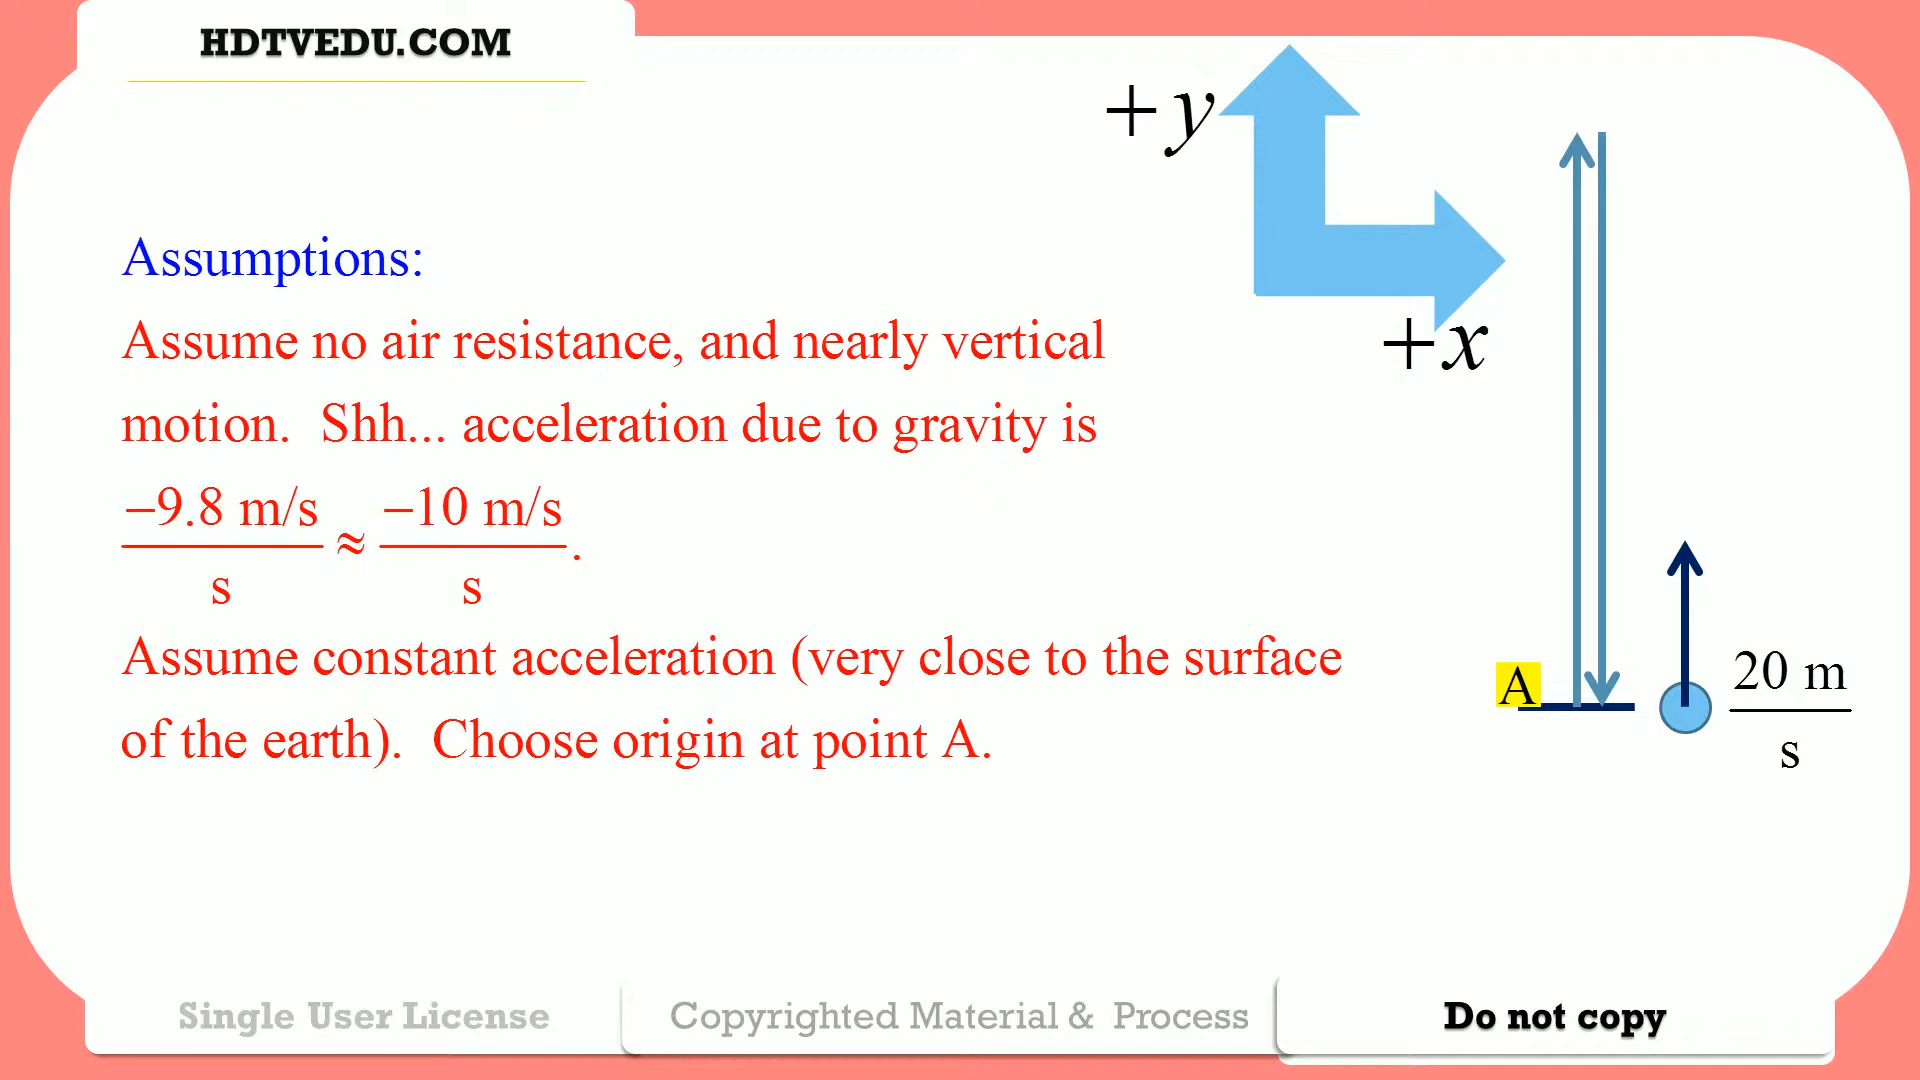 HDTVEDU.COM
+y
+x
Assumptions:
Assume no air resistance, and nearly vertical
motion. Shh... acceleration due to gravity is
−9.8 m/s / s ≈ −10 m/s / s.
Assume constant acceleration (very close to the surface
of the earth). Choose origin at point A.
A
20 m / s
Single User License
Copyrighted Material & Process
Do not copy